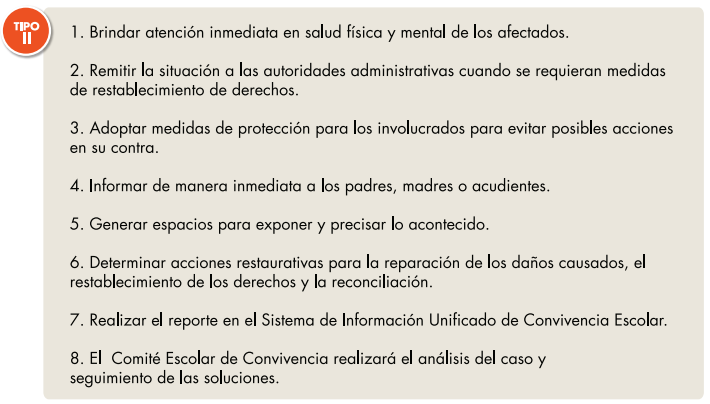 TIPO
II
1. Brindar atención inmediata en salud física y mental de los afectados.
2. Remitir la situación a las autoridades administrativas cuando se requieran medidas
de restablecimiento de derechos.
3. Adoptar medidas de protección para los involucrados para evitar posibles acciones
en su contra.
4. Informar de manera inmediata a los padres, madres o acudientes.
5. Generar espacios para exponer y precisar lo acontecido.
6. Determinar acciones restaurativas para la reparación de los daños causados, el
restablecimiento de los derechos y la reconciliación.
7. Realizar el reporte en el Sistema de Información Unificado de Convivencia Escolar.
8. El Comité Escolar de Convivencia realizará el análisis del caso y
seguimiento de las soluciones.